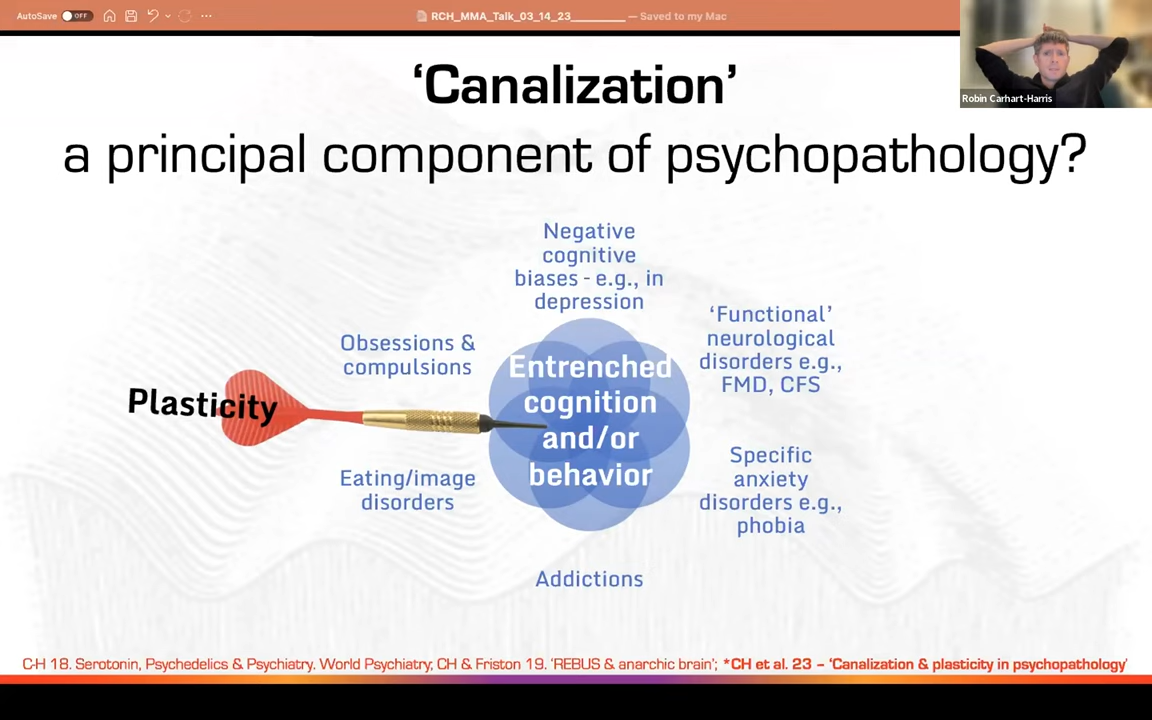 AutoSave OFF
RCH_MMA_Talk_03_14_23________ — Saved to my Mac
Robin Carhart-Harris
‘Canalization’
a principal component of psychopathology?
Negative
cognitive
biases - e.g., in
depression
‘Functional’
neurological
disorders e.g.,
FMD, CFS
Obsessions &
compulsions
Plasticity
Entrenched
cognition
and/or
behavior
Eating/image
disorders
Specific
anxiety
disorders e.g.,
phobia
Addictions
C-H 18. Serotonin, Psychedelics & Psychiatry. World Psychiatry; CH & Friston 19. ‘REBUS & anarchic brain’; *CH et al. 23 – ‘Canalization & plasticity in psychopathology’